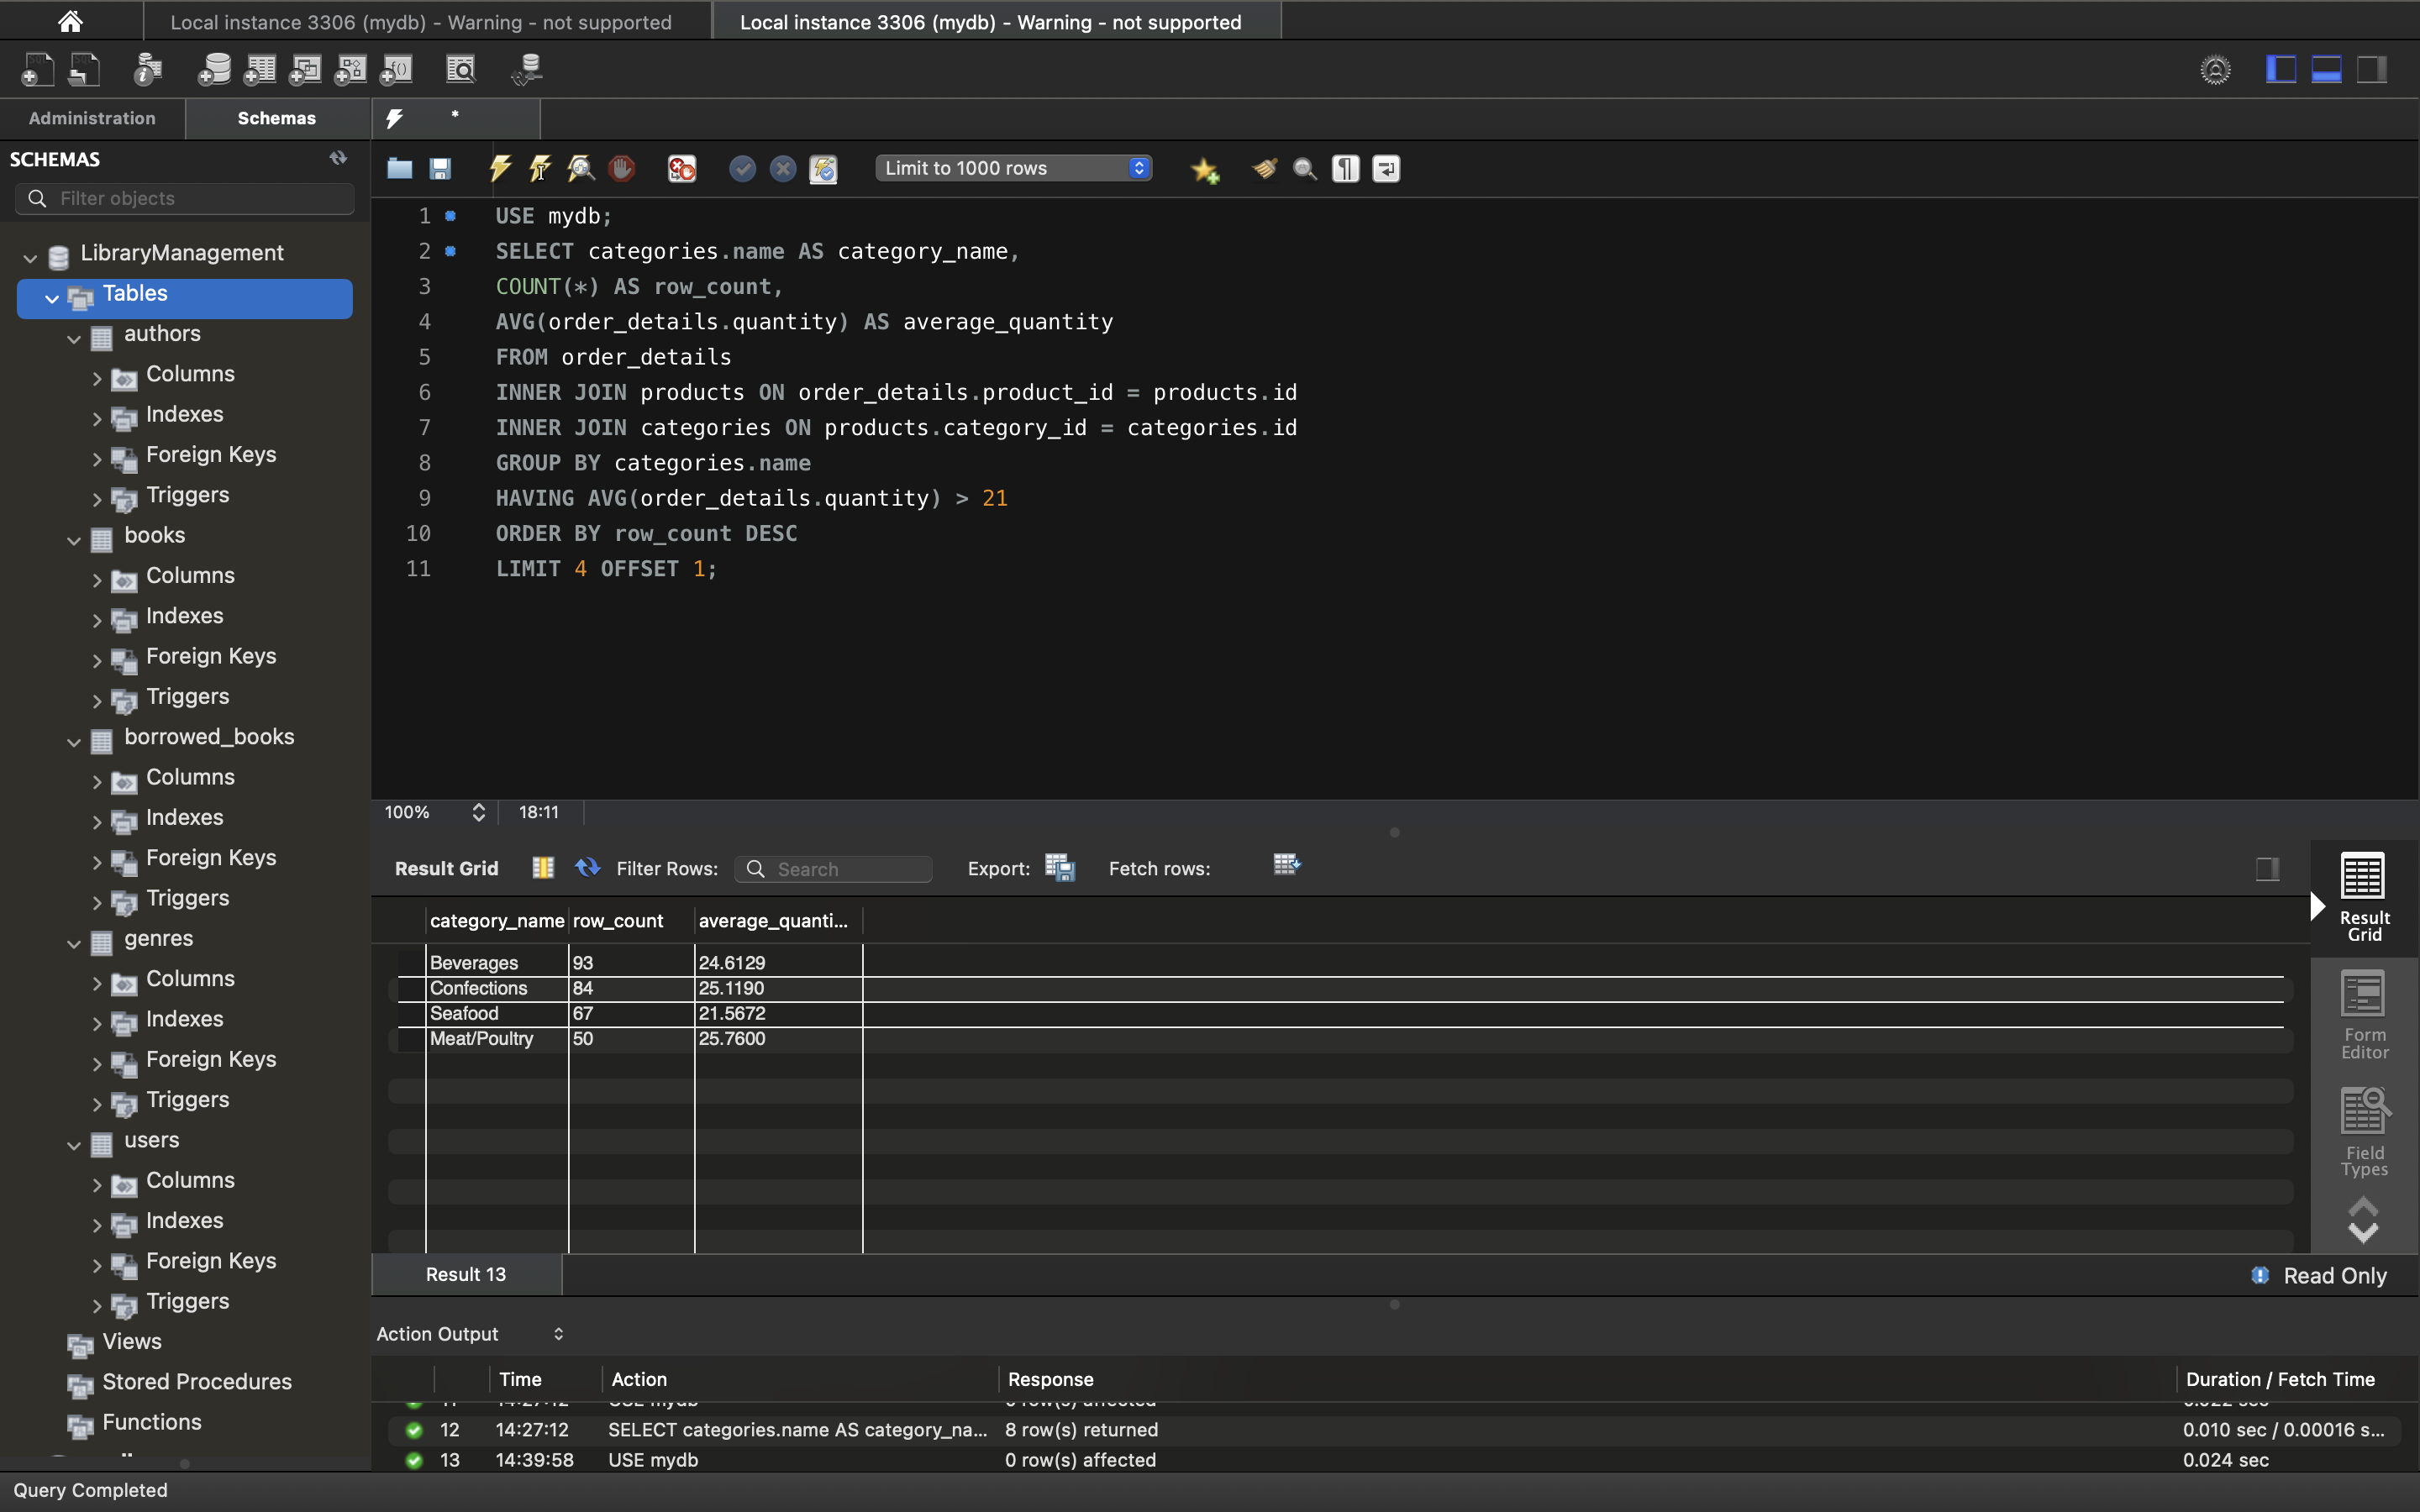 Local instance 3306 (mydb) - Warning - not supported
Local instance 3306 (mydb) - Warning - not supported
Administration
Schemas
*
SCHEMAS
Filter objects
LibraryManagement
Tables
authors
Columns
Indexes
Foreign Keys
Triggers
books
Columns
Indexes
Foreign Keys
Triggers
borrowed_books
Columns
Indexes
Foreign Keys
Triggers
genres
Columns
Indexes
Foreign Keys
Triggers
users
Columns
Indexes
Foreign Keys
Triggers
Views
Stored Procedures
Functions
Limit to 1000 rows
1 USE mydb;
2 SELECT categories.name AS category_name,
3 COUNT(*) AS row_count,
4 AVG(order_details.quantity) AS average_quantity
5 FROM order_details
6 INNER JOIN products ON order_details.product_id = products.id
7 INNER JOIN categories ON products.category_id = categories.id
8 GROUP BY categories.name
9 HAVING AVG(order_details.quantity) > 21
10 ORDER BY row_count DESC
11 LIMIT 4 OFFSET 1;
100% 18:11
Result Grid Filter Rows: Search Export: Fetch rows:
category_name row_count average_quanti...
Beverages 93 24.6129
Confections 84 25.1190
Seafood 67 21.5672
Meat/Poultry 50 25.7600
Result
Grid
Form
Editor
Field
Types
Result 13
Read Only
Action Output
Time Action Response Duration / Fetch Time
12 14:27:12 SELECT categories.name AS category_na... 8 row(s) returned 0.010 sec / 0.00016 s...
13 14:39:58 USE mydb 0 row(s) affected 0.024 sec
Query Completed